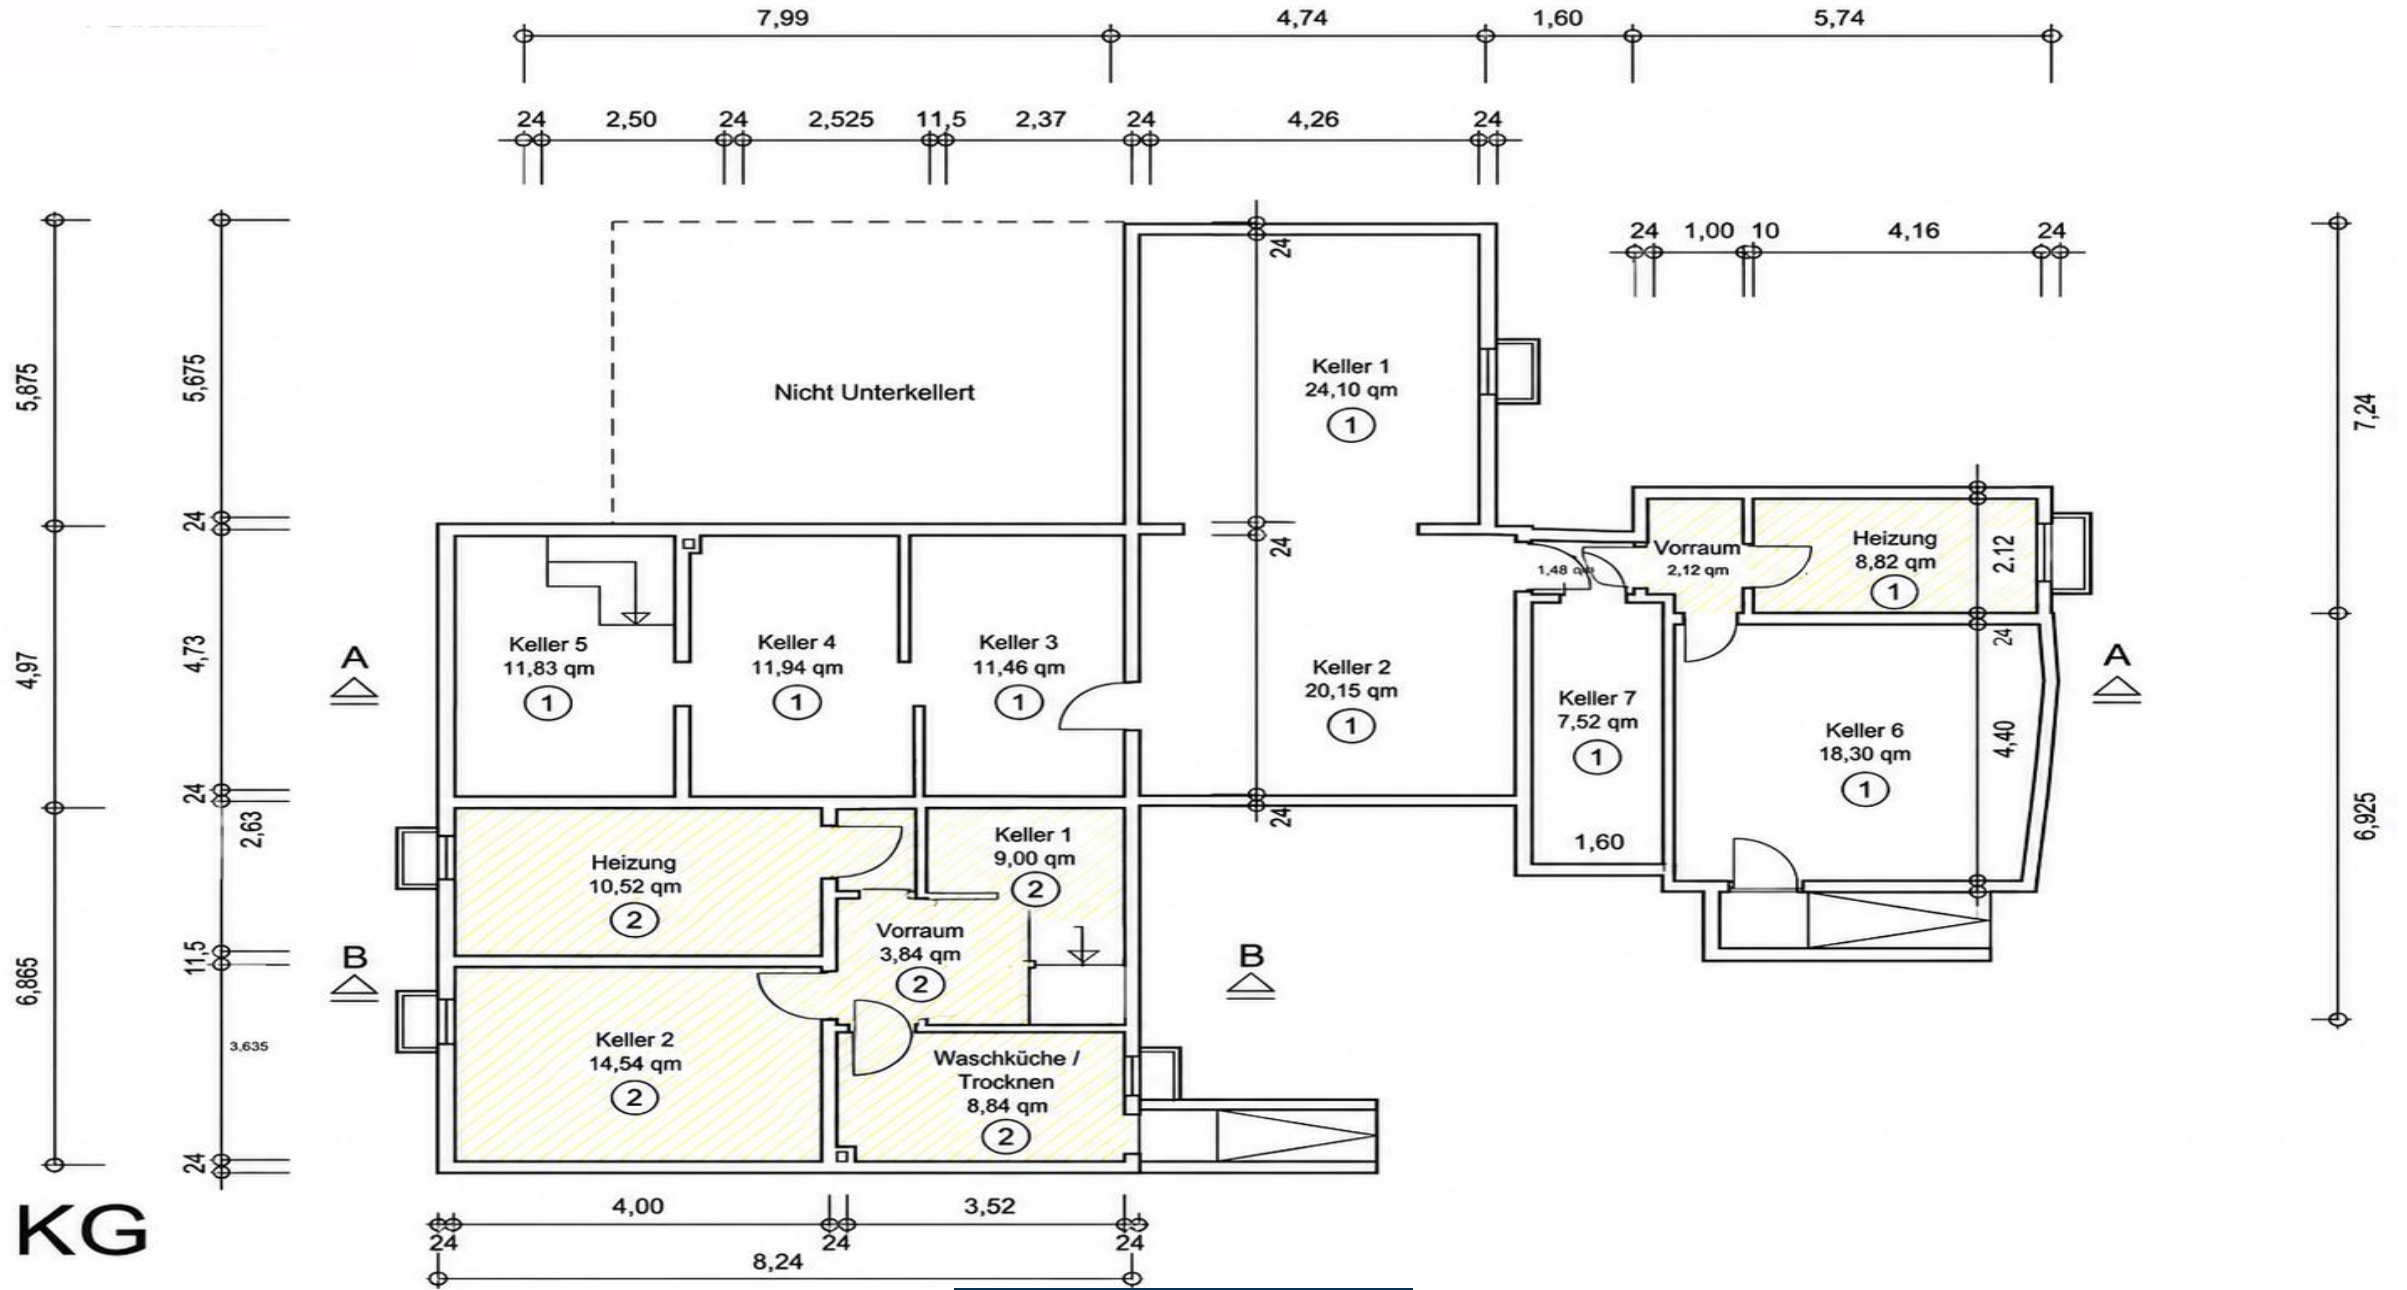 7,99 4,74 1,60 5,74
24 2,50 24 2,525 11,5 2,37 24 4,26 24
24 1,00 10 4,16 24
5,875
5,675
24
Keller 1
24,10 qm
1
Nicht Unterkellert
7,24
24
24
Vorraum
2,12 qm
Heizung
8,82 qm
1
2.12
1,48 qm
24
4,97
4,73
A
Keller 5
11,83 qm
1
Keller 4
11,94 qm
1
Keller 3
11,46 qm
1
Keller 2
20,15 qm
1
Keller 7
7,52 qm
1
1,60
Keller 6
18,30 qm
1
4,40
A
24
2,63
24
6,925
Heizung
10,52 qm
2
Keller 1
9,00 qm
2
Vorraum
3,84 qm
2
11,5
B
B
6,865
3,635
Keller 2
14,54 qm
2
Waschküche /
Trocknen
8,84 qm
2
24
KG
4,00 3,52
24 24 24
8,24